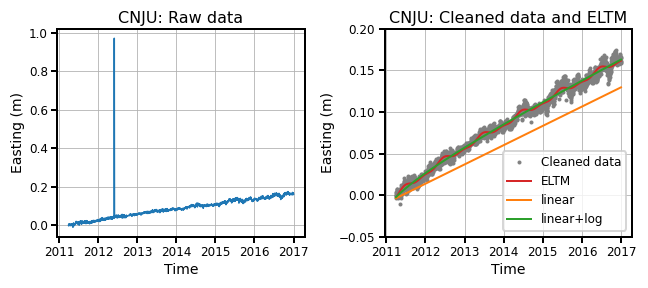 CNJU: Raw data
1.0
0.8
0.6
0.4
0.2
0.0
Easting (m)
2011 2012 2013 2014 2015 2016 2017
Time
CNJU: Cleaned data and ELTM
0.20
0.15
0.10
0.05
0.00
−0.05
Easting (m)
Cleaned data
ELTM
linear
linear+log
2011 2012 2013 2014 2015 2016 2017
Time